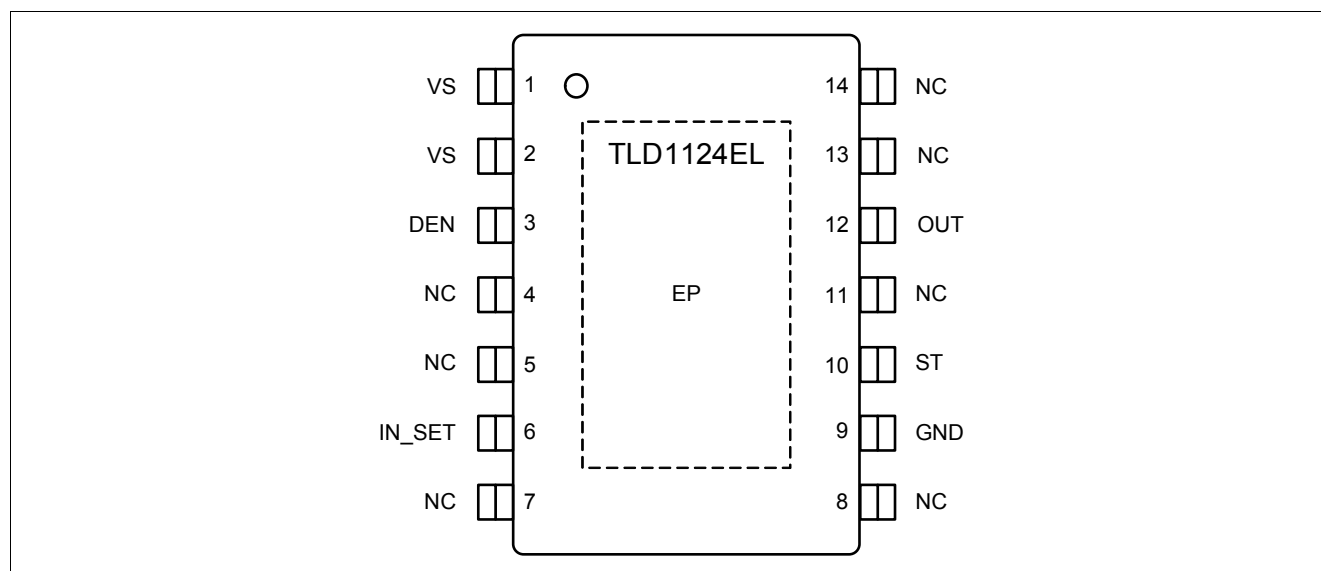 VS 1 14 NC
VS 2 TLD1124EL 13 NC
DEN 3 12 OUT
NC 4 EP 11 NC
NC 5 10 ST
IN_SET 6 9 GND
NC 7 8 NC